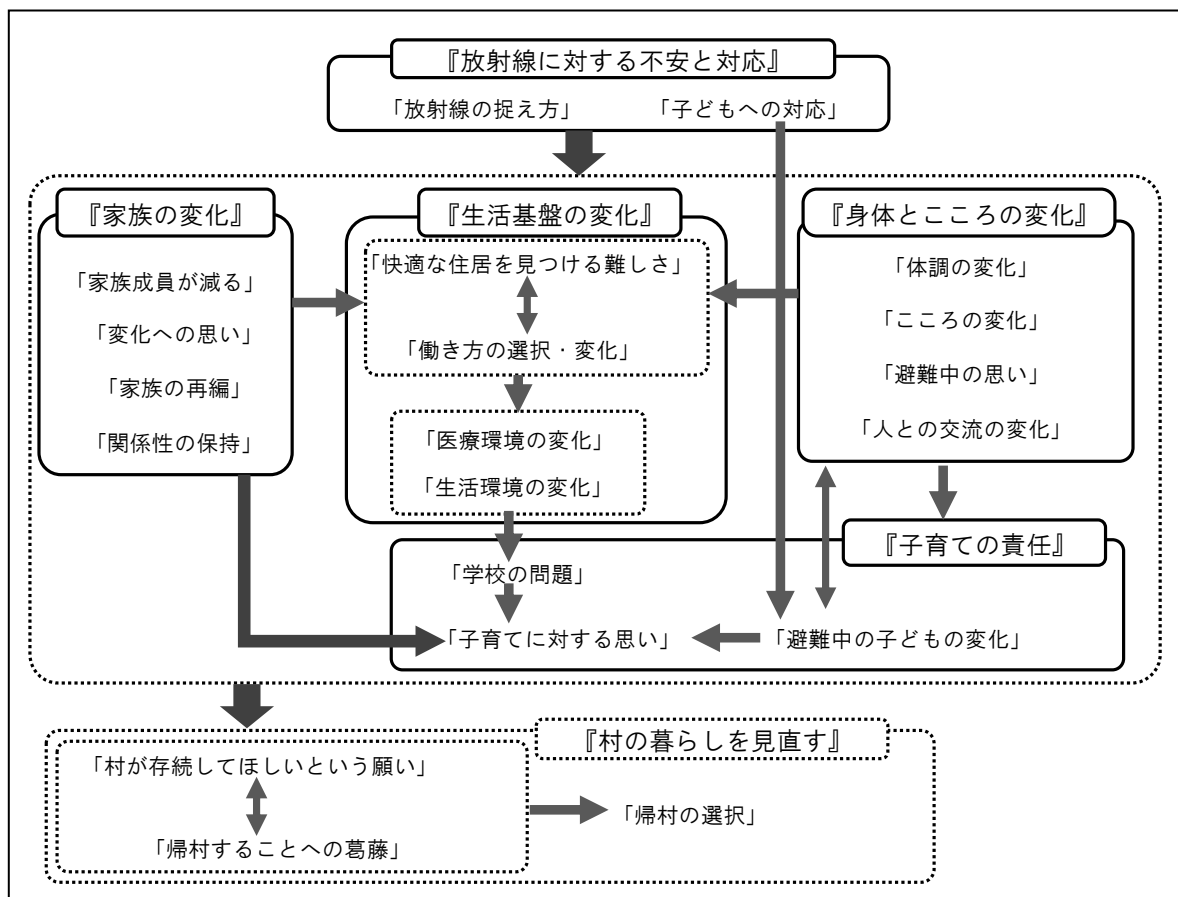 『放射線に対する不安と対応』
「放射線の捉え方」
「子どもへの対応」
『家族の変化』
「家族成員が減る」
「変化への思い」
「家族の再編」
「関係性の保持」
『生活基盤の変化』
「快適な住居を見つける難しさ」
「働き方の選択・変化」
「医療環境の変化」
「生活環境の変化」
『身体とこころの変化』
「体調の変化」
「こころの変化」
「避難中の思い」
「人との交流の変化」
『子育ての責任』
「学校の問題」
「子育てに対する思い」
「避難中の子どもの変化」
『村の暮らしを見直す』
「村が存続してほしいという願い」
「帰村することへの葛藤」
「帰村の選択」